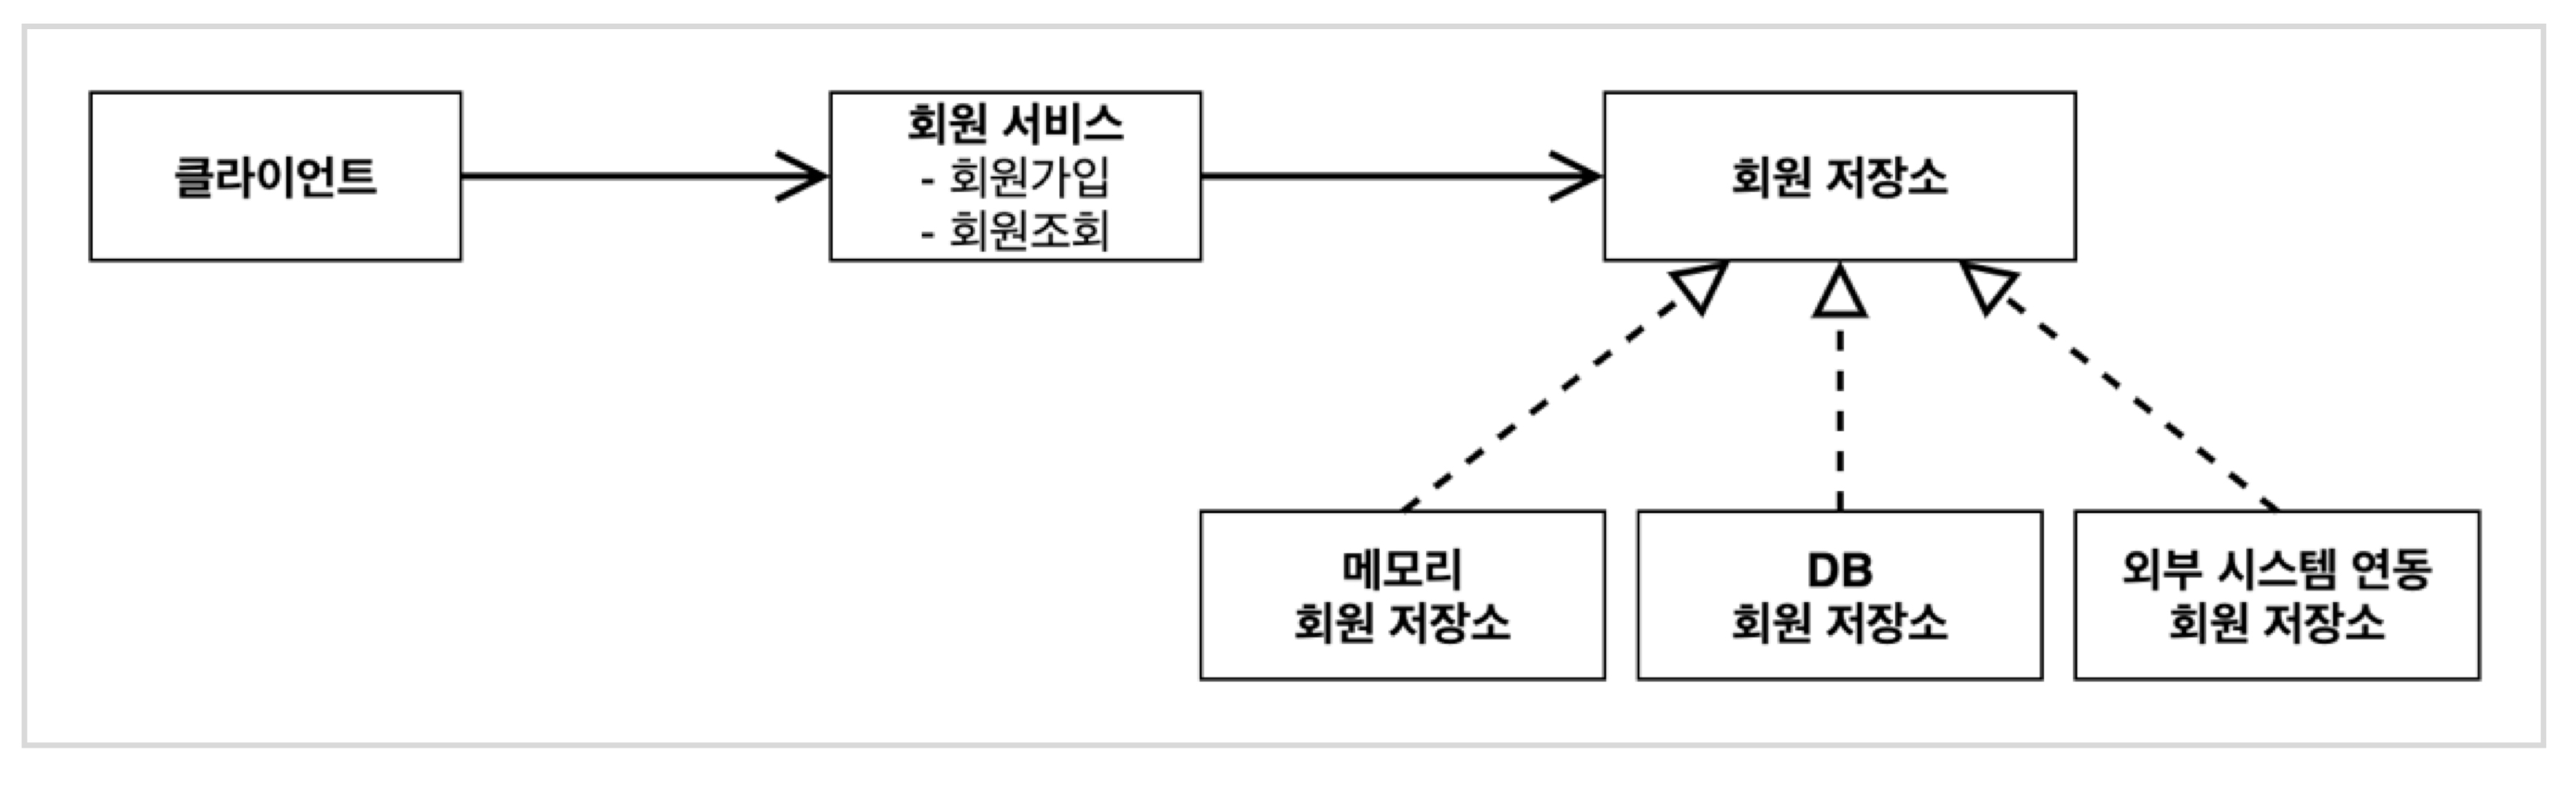 클라이언트
회원 서비스
- 회원가입
- 회원조회
회원 저장소
메모리
회원 저장소
DB
회원 저장소
외부 시스템 연동
회원 저장소